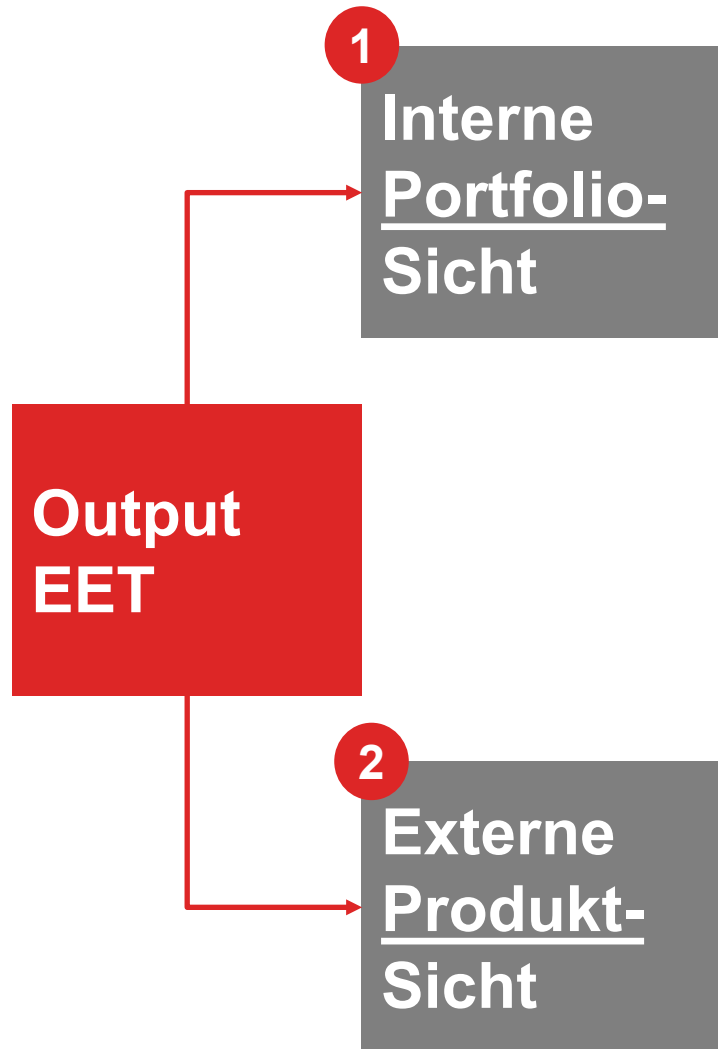 1
Interne
Portfolio-
Sicht
Output
EET
2
Externe
Produkt-
Sicht